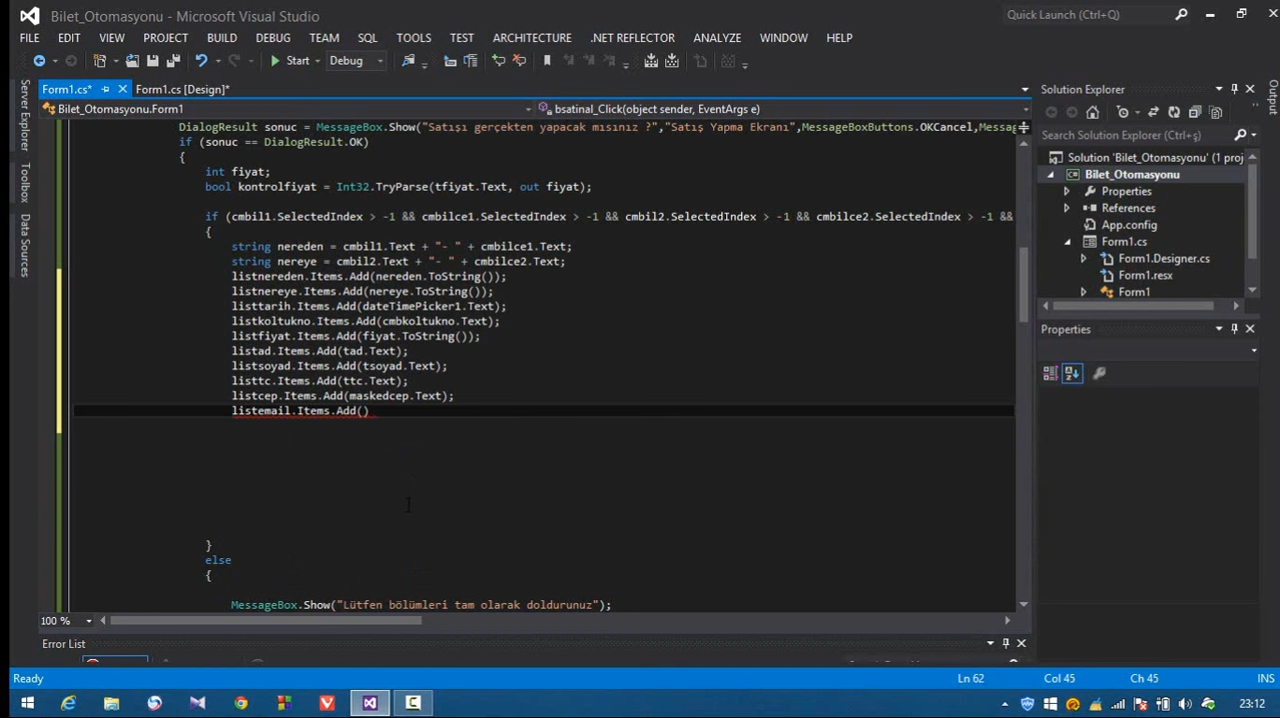 Bilet_Otomasyonu - Microsoft Visual Studio
Quick Launch (Ctrl+Q)
FILE EDIT VIEW PROJECT BUILD DEBUG TEAM SQL TOOLS TEST ARCHITECTURE .NET REFLECTOR ANALYZE WINDOW HELP
Start Debug
Form1.cs* Form1.cs [Design]*
Bilet_Otomasyonu.Form1 bsatinal_Click(object sender, EventArgs e)
DialogResult sonuc = MessageBox.Show("Satışı gerçekten yapacak mısınız ?","Satış Yapma Ekranı",MessageBoxButtons.OKCancel,Messag
if (sonuc == DialogResult.OK)
{
int fiyat;
bool kontrolfiyat = Int32.TryParse(tfiyat.Text, out fiyat);
if (cmbil1.SelectedIndex > -1 && cmbilce1.SelectedIndex > -1 && cmbil2.SelectedIndex > -1 && cmbilce2.SelectedIndex > -1 &&
{
string nereden = cmbil1.Text + "- " + cmbilce1.Text;
string nereye = cmbil2.Text + "- " + cmbilce2.Text;
listnereden.Items.Add(nereden.ToString());
listnereye.Items.Add(nereye.ToString());
listtarih.Items.Add(dateTimePicker1.Text);
listkoltukno.Items.Add(cmbkoltukno.Text);
listfiyat.Items.Add(fiyat.ToString());
listad.Items.Add(tad.Text);
listsoyad.Items.Add(tsoyad.Text);
listtc.Items.Add(ttc.Text);
listcep.Items.Add(maskedcep.Text);
listemail.Items.Add()
}
else
{
MessageBox.Show("Lütfen bölümleri tam olarak doldurunuz");
100 %
Error List
Ready Ln 62 Col 45 Ch 45 INS
Server Explorer
Toolbox
Data Sources
Solution Explorer
Search Solution Explorer (Ctrl+ş)
Solution 'Bilet_Otomasyonu' (1 proj
Bilet_Otomasyonu
Properties
References
App.config
Form1.cs
Form1.Designer.cs
Form1.resx
Form1
Properties
Output
23:12